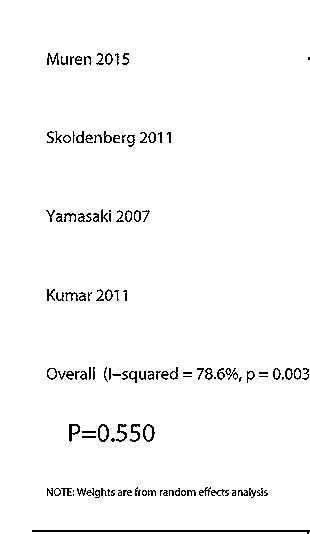 Muren 2015
Skoldenberg 2011
Yamasaki 2007
Kumar 2011
Overall (I−squared = 78.6%, p = 0.003
P=0.550
NOTE: Weights are from random effects analysis